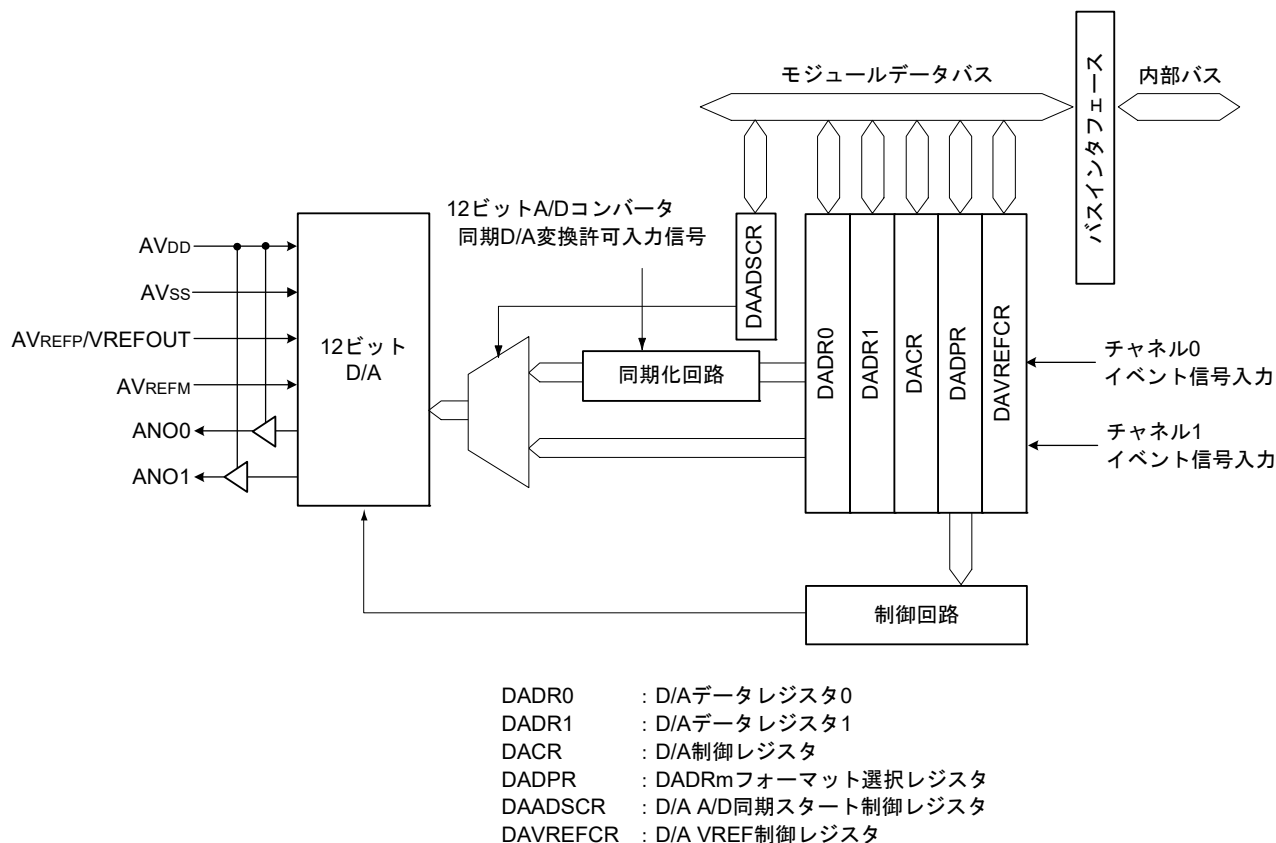 モジュールデータバス
バスインタフェース
内部バス
12ビットA/Dコンバータ
同期D/A変換許可入力信号
DAADSCR
AVDD
AVSS
AVREFP/VREFOUT
AVREFM
ANO0
ANO1
12ビット
D/A
同期化回路
DADR0
DADR1
DACR
DADPR
DAVREFCR
チャネル0
イベント信号入力
チャネル1
イベント信号入力
制御回路
DADR0 : D/Aデータレジスタ0
DADR1 : D/Aデータレジスタ1
DACR : D/A制御レジスタ
DADPR : DADRmフォーマット選択レジスタ
DAADSCR : D/A A/D同期スタート制御レジスタ
DAVREFCR : D/A VREF制御レジスタ